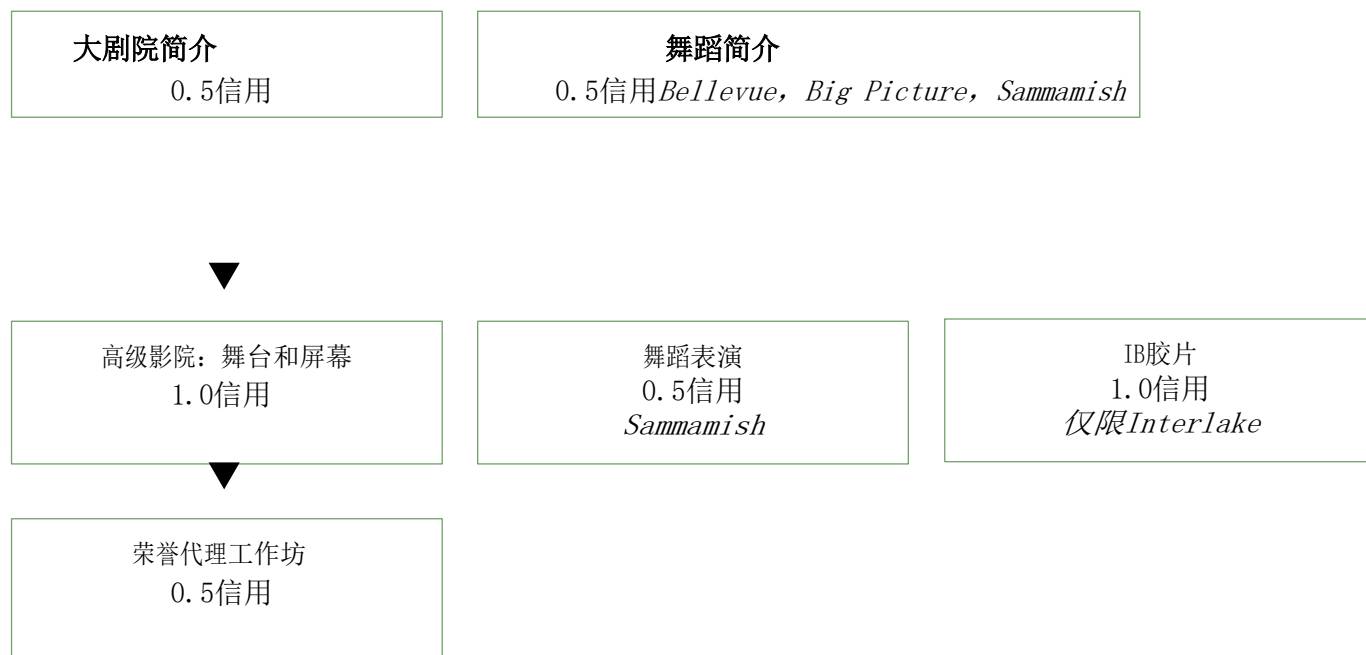 大剧院简介
0.5信用
舞蹈简介
0.5信用Bellevue, Big Picture, Sammamish
高级影院: 舞台和屏幕
1.0信用
舞蹈表演
0.5信用
Sammamish
IB胶片
1.0信用
仅限Interlake
荣誉代理工作坊
0.5信用